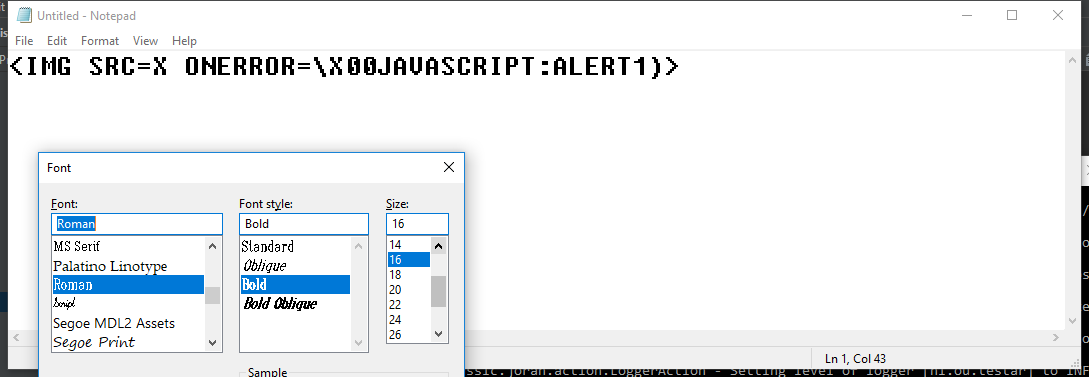 Untitled - Notepad
File Edit Format View Help
<IMG SRC=X ONERROR=\X00JAVASCRIPT:ALERT1)>
Font
Font: Font style: Size:
Roman Bold 16
MS Serif Standard 14
Palatino Linotype Oblique 16
Roman Bold 18
Script Bold Oblique 20
Segoe MDL2 Assets 22
Segoe Print 24
26
Sample
Ln 1, Col 43
ssic.joran.action.LoggerAction - Setting level of logger [nl.ou.testar] to INF